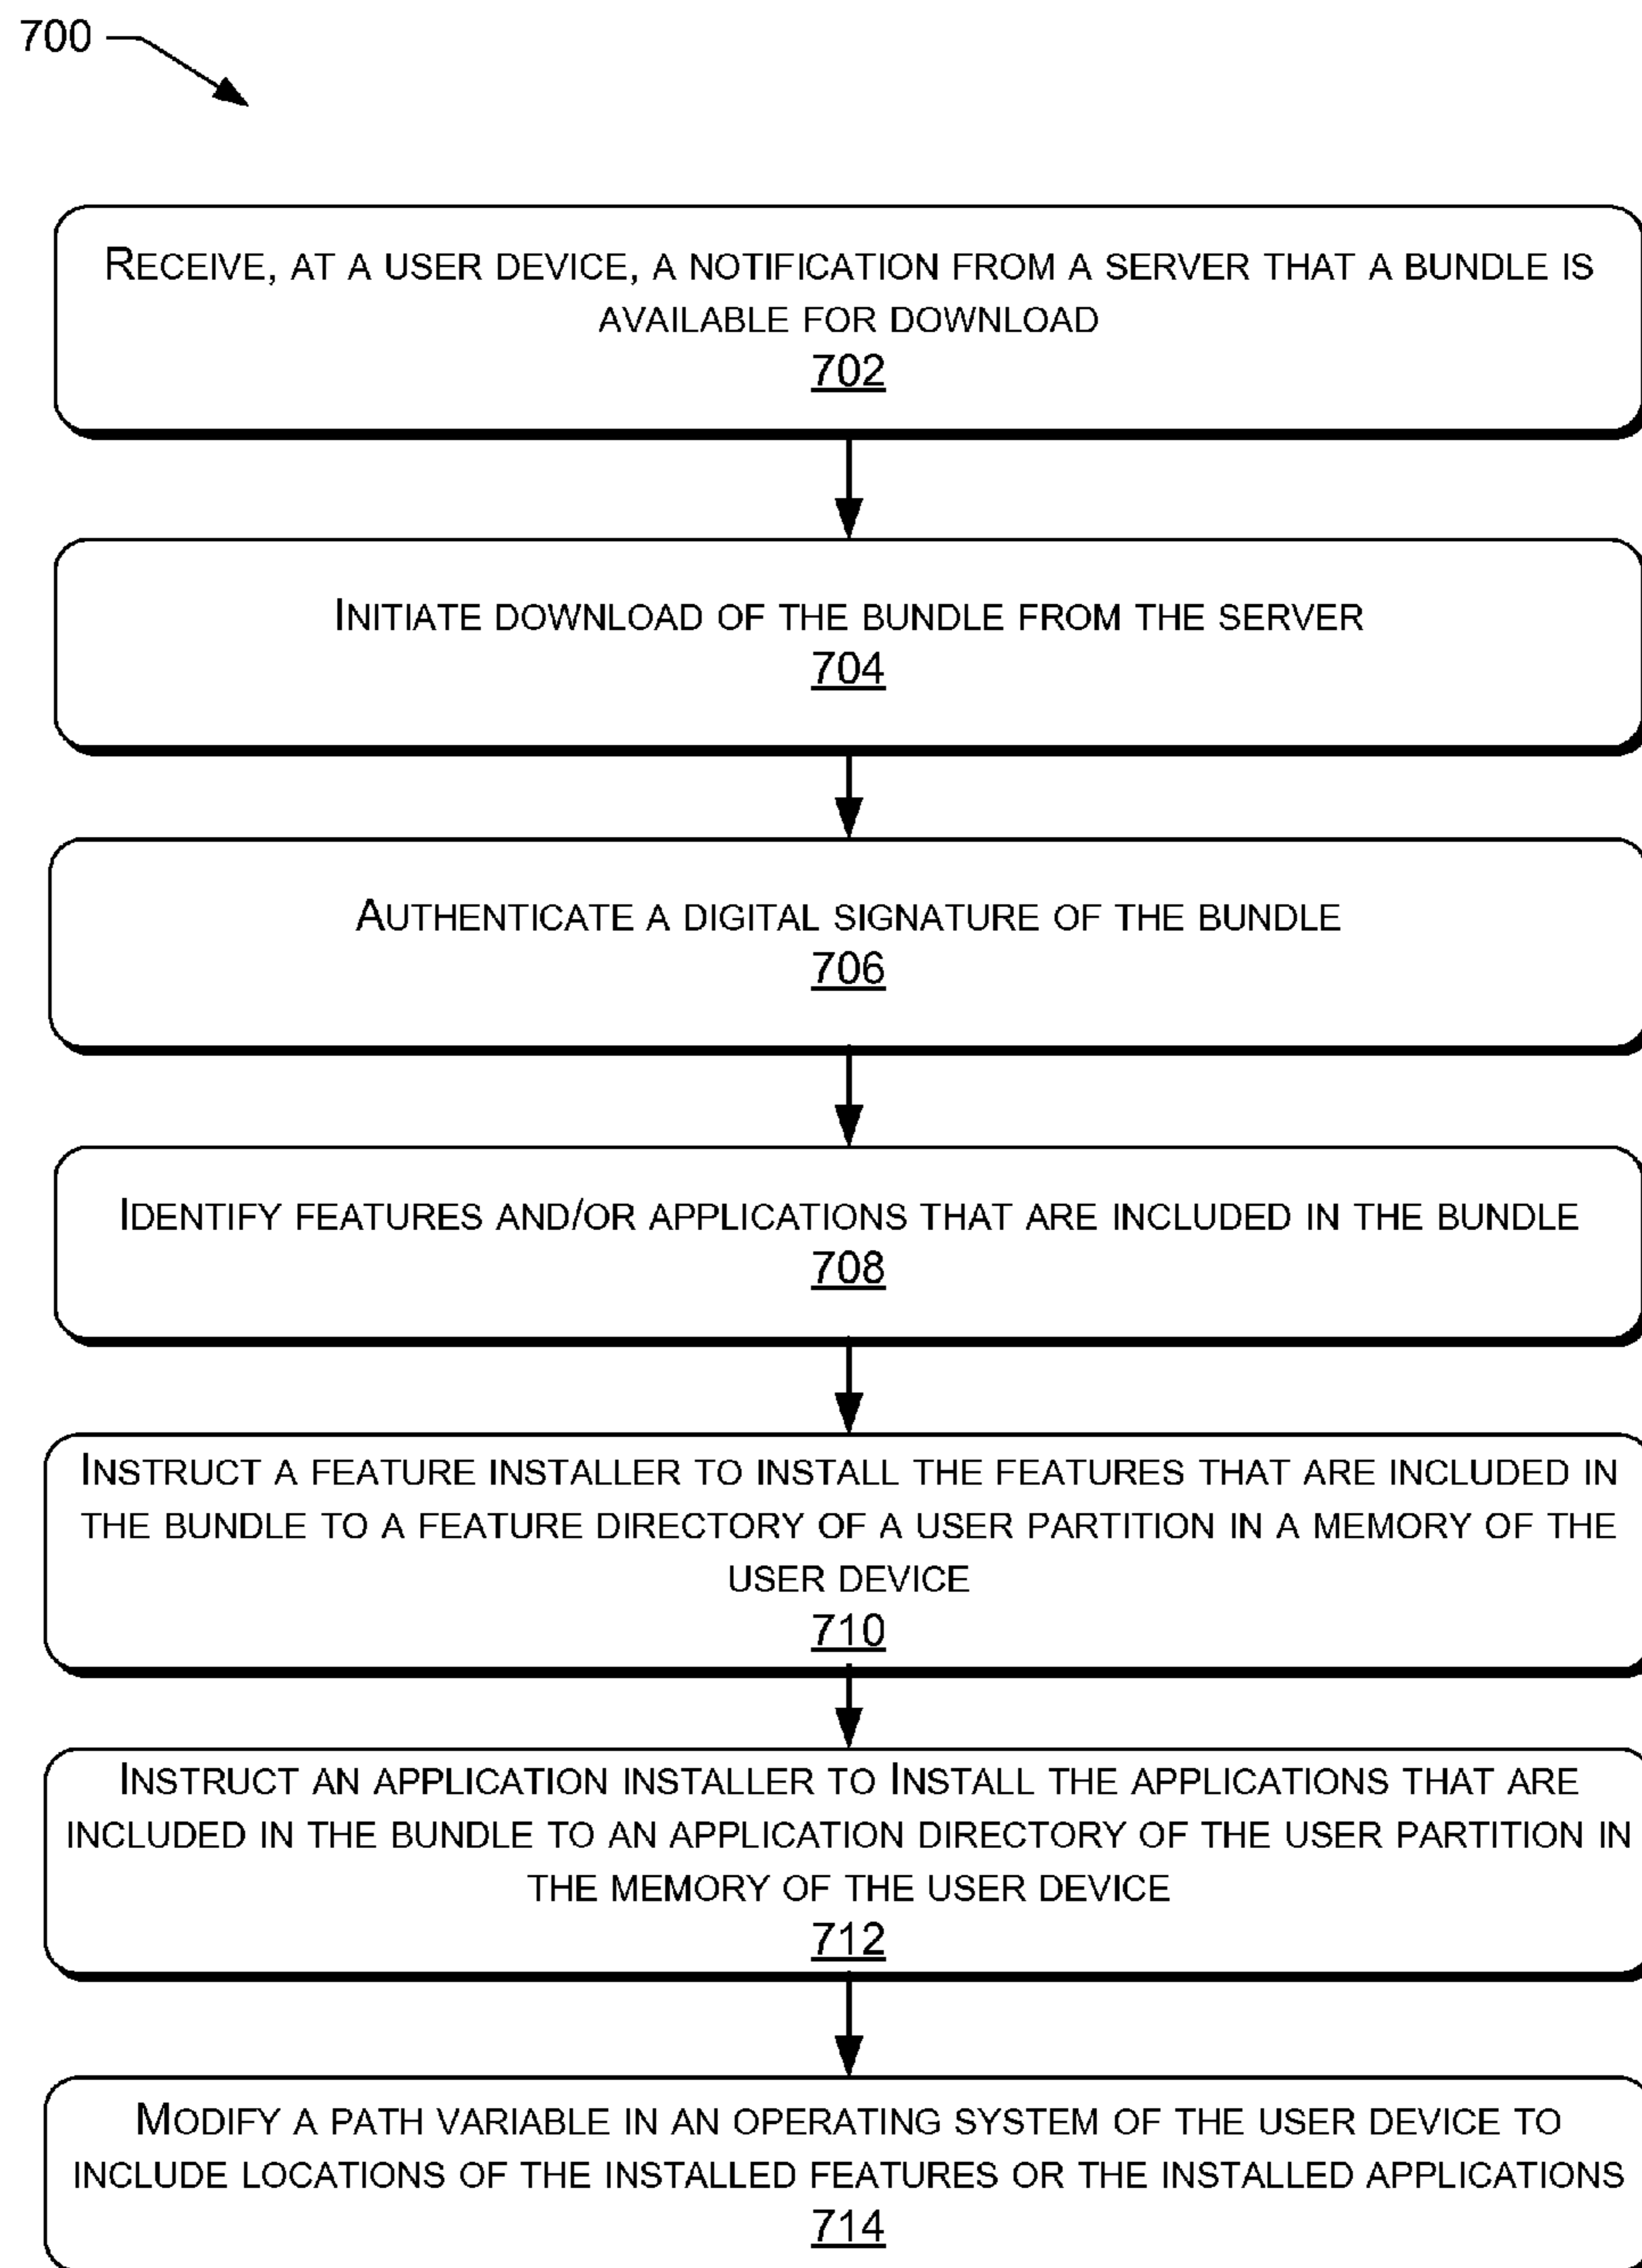 700
RECEIVE, AT A USER DEVICE, A NOTIFICATION FROM A SERVER THAT A BUNDLE IS
AVAILABLE FOR DOWNLOAD
702
INITIATE DOWNLOAD OF THE BUNDLE FROM THE SERVER
704
AUTHENTICATE A DIGITAL SIGNATURE OF THE BUNDLE
706
IDENTIFY FEATURES AND/OR APPLICATIONS THAT ARE INCLUDED IN THE BUNDLE
708
INSTRUCT A FEATURE INSTALLER TO INSTALL THE FEATURES THAT ARE INCLUDED IN
THE BUNDLE TO A FEATURE DIRECTORY OF A USER PARTITION IN A MEMORY OF THE
USER DEVICE
710
INSTRUCT AN APPLICATION INSTALLER TO INSTALL THE APPLICATIONS THAT ARE
INCLUDED IN THE BUNDLE TO AN APPLICATION DIRECTORY OF THE USER PARTITION IN
THE MEMORY OF THE USER DEVICE
712
MODIFY A PATH VARIABLE IN AN OPERATING SYSTEM OF THE USER DEVICE TO
INCLUDE LOCATIONS OF THE INSTALLED FEATURES OR THE INSTALLED APPLICATIONS
714